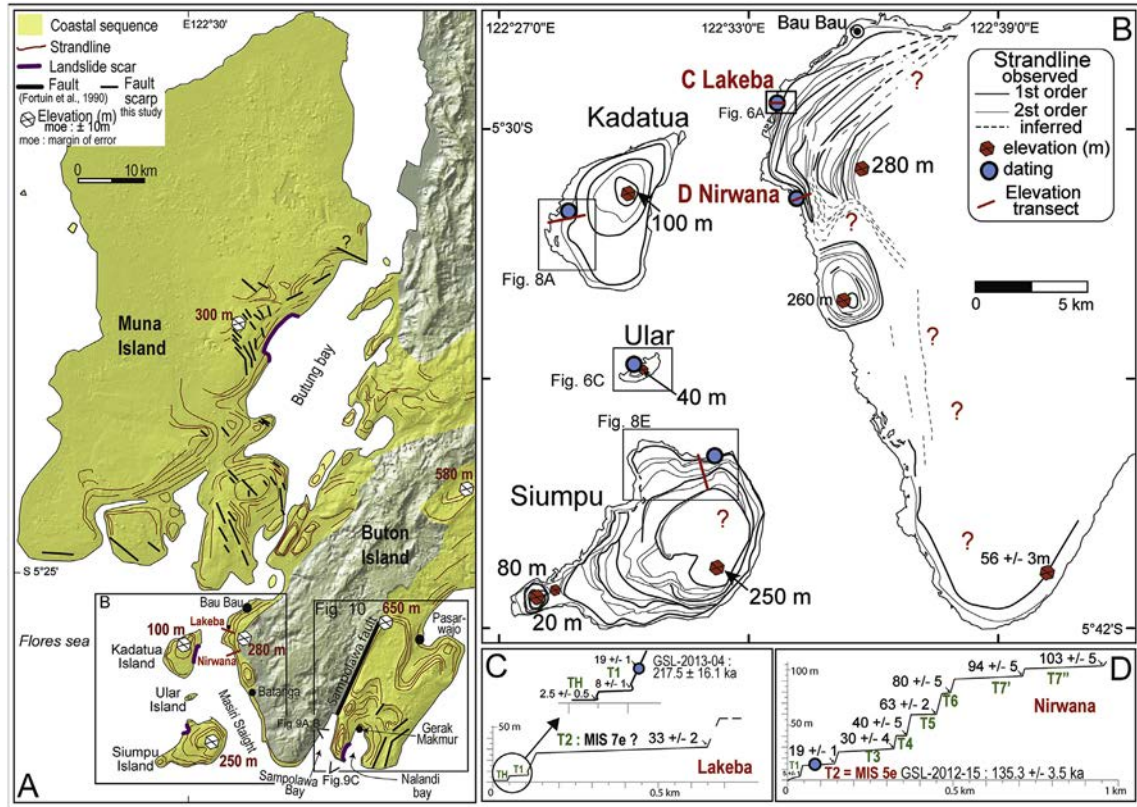 E122°30'
Coastal sequence
Strandline
Landslide scar
Fault
(Fortuin et al., 1990)
Fault
scarp
this study
Elevation (m)
moe : ± 10m
moe : margin of error
0 10 km
?
300 m
Muna
Island
Butung bay
580 m
Buton
Island
S 5°25'
B
Bau Bau
Fig. 10
650 m
Lakeba
Pasar-
wajo
Flores sea
100 m
Kadatua
Island
280 m
Nirwana
Sampolawa fault
Ular
Island
Batanga
Masiri Staight
Fig.9A-B
Gerak
Makmur
Siumpu
Island
250 m
Fig.9C
Sampolawa
Bay
Nalandi
bay
A
122°27'0"E
122°33'0"E
122°39'0"E
B
Bau Bau
Strandline
observed
1st order
2st order
inferred
elevation (m)
dating
Elevation
transect
0 5 km
C Lakeba
Fig. 6A
?
5°30'S
Kadatua
280 m
D Nirwana
100 m
?
Fig. 8A
260 m
?
Ular
Fig. 6C
40 m
?
Fig. 8E
Siumpu
?
?
56 +/- 3m
80 m
250 m
20 m
5°42'S
C
19 +/- 1
T1
GSL-2013-04 :
217.5 ± 16.1 ka
TH
8 +/- 1
2.5 +/- 0.5
50 m
T2 : MIS 7e ?
33 +/- 2
TH
T1
Lakeba
0
0.5 km
D
100 m
94 +/- 5
103 +/- 5
80 +/- 5
T7'
T7''
T6
63 +/- 2
Nirwana
50 m
40 +/- 5
T5
30 +/- 4
T4
19 +/- 1
T3
T1
T2 = MIS 5e GSL-2012-15 : 135.3 +/- 3.5 ka
0
0.5 km
1 km